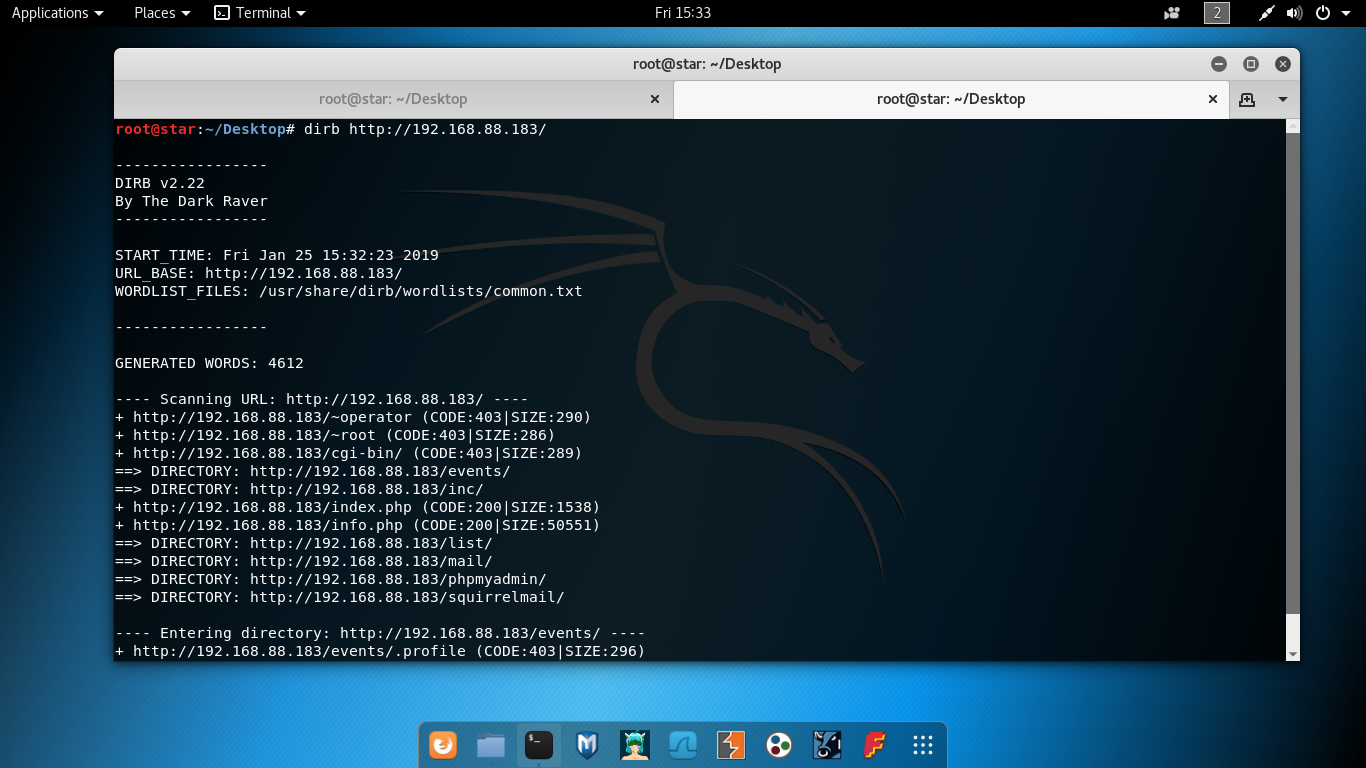 Applications Places Terminal Fri 15:33 2
root@star: ~/Desktop
root@star: ~/Desktop root@star: ~/Desktop
root@star:~/Desktop# dirb http://192.168.88.183/
-----------------
DIRB v2.22
By The Dark Raver
-----------------
START_TIME: Fri Jan 25 15:32:23 2019
URL_BASE: http://192.168.88.183/
WORDLIST_FILES: /usr/share/dirb/wordlists/common.txt
-----------------
GENERATED WORDS: 4612
---- Scanning URL: http://192.168.88.183/ ----
+ http://192.168.88.183/~operator (CODE:403|SIZE:290)
+ http://192.168.88.183/~root (CODE:403|SIZE:286)
+ http://192.168.88.183/cgi-bin/ (CODE:403|SIZE:289)
==> DIRECTORY: http://192.168.88.183/events/
==> DIRECTORY: http://192.168.88.183/inc/
+ http://192.168.88.183/index.php (CODE:200|SIZE:1538)
+ http://192.168.88.183/info.php (CODE:200|SIZE:50551)
==> DIRECTORY: http://192.168.88.183/list/
==> DIRECTORY: http://192.168.88.183/mail/
==> DIRECTORY: http://192.168.88.183/phpmyadmin/
==> DIRECTORY: http://192.168.88.183/squirrelmail/
---- Entering directory: http://192.168.88.183/events/ ----
+ http://192.168.88.183/events/.profile (CODE:403|SIZE:296)